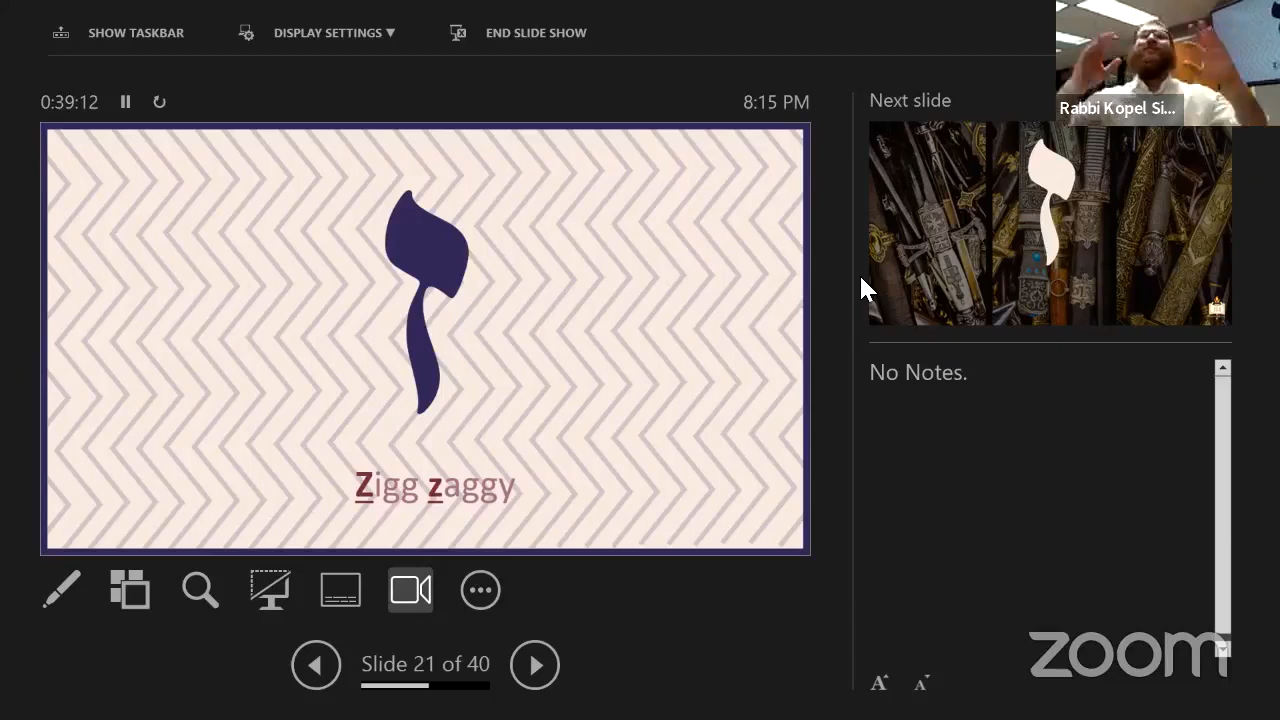 SHOW TASKBAR
DISPLAY SETTINGS ▼
END SLIDE SHOW
0:39:12
8:15 PM
Next slide
Rabbi Kopel Si...
ז
ז
Zigg zaggy
No Notes.
Slide 21 of 40
zoom
A A